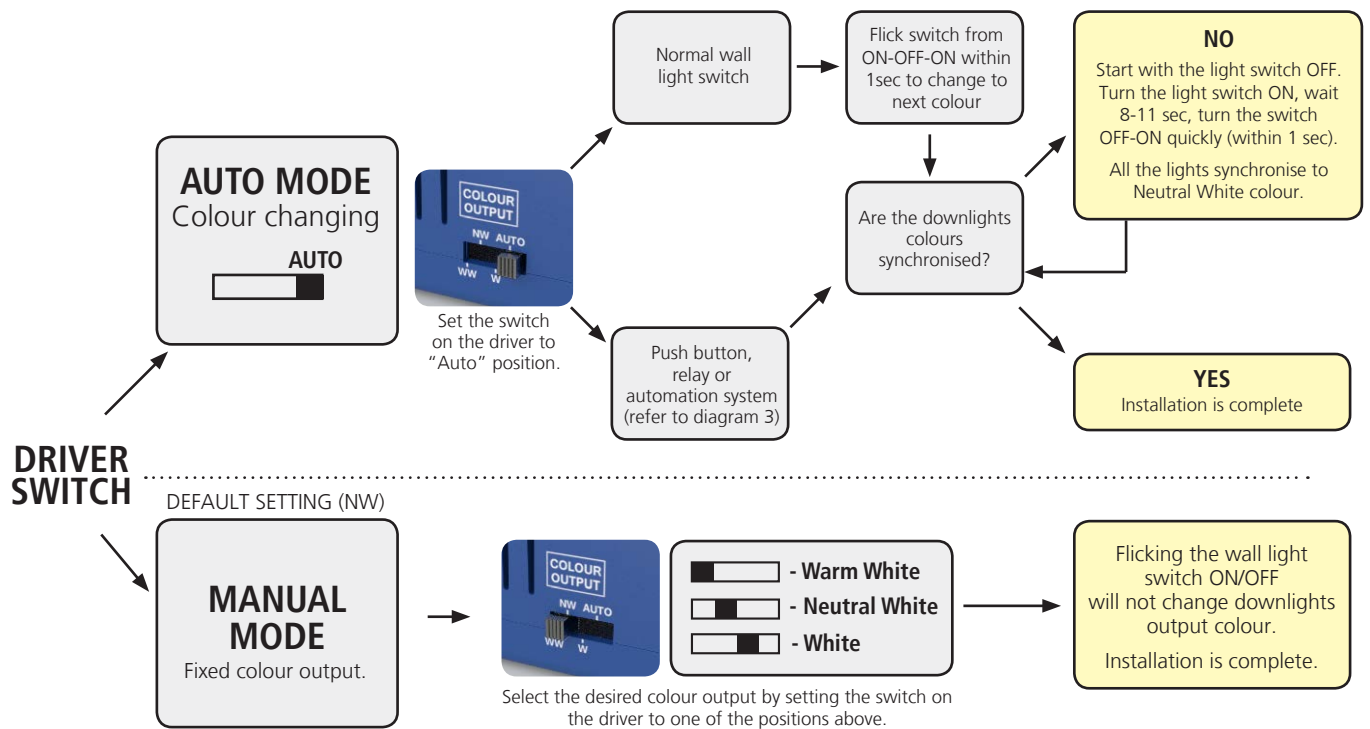 DRIVER
SWITCH
AUTO MODE
Colour changing
AUTO
COLOUR
OUTPUT
NW AUTO
WW W
Set the switch
on the driver to
“Auto” position.
Normal wall
light switch
Flick switch from
ON-OFF-ON within
1sec to change to
next colour
Push button,
relay or
automation system
(refer to diagram 3)
Are the downlights
colours
synchronised?
NO
Start with the light switch OFF.
Turn the light switch ON, wait
8-11 sec, turn the switch
OFF-ON quickly (within 1 sec).
All the lights synchronise to
Neutral White colour.
YES
Installation is complete
DEFAULT SETTING (NW)
MANUAL
MODE
Fixed colour output.
COLOUR
OUTPUT
NW AUTO
WW W
- Warm White
- Neutral White
- White
Select the desired colour output by setting the switch on
the driver to one of the positions above.
Flicking the wall light
switch ON/OFF
will not change downlights
output colour.
Installation is complete.